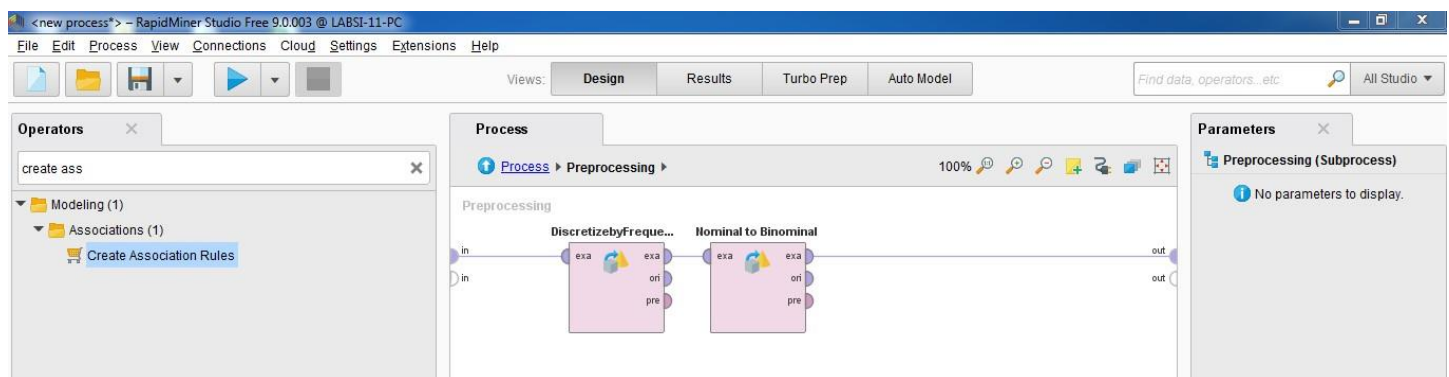 <new process*> – RapidMiner Studio Free 9.0.003 @ LABSI-11-PC
File Edit Process View Connections Cloud Settings Extensions Help
Views: Design Results Turbo Prep Auto Model Find data, operators...etc All Studio
Operators
create ass
Modeling (1)
Associations (1)
Create Association Rules
Process
Process Preprocessing 100%
Preprocessing
DiscretizebyFreque... Nominal to Binominal
in exa exa exa exa out
in ori ori out
pre pre
Parameters
Preprocessing (Subprocess)
No parameters to display.